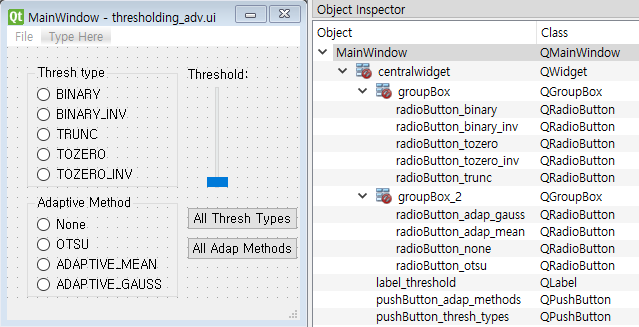 Qt MainWindow - thresholding_adv.ui
File Type Here
Thresh type
BINARY
BINARY_INV
TRUNC
TOZERO
TOZERO_INV
Threshold:
Adaptive Method
None
OTSU
ADAPTIVE_MEAN
ADAPTIVE_GAUSS
All Thresh Types
All Adap Methods
Object Inspector
Object Class
MainWindow QMainWindow
centralwidget QWidget
groupBox QGroupBox
radioButton_binary QRadioButton
radioButton_binary_inv QRadioButton
radioButton_tozero QRadioButton
radioButton_tozero_inv QRadioButton
radioButton_trunc QRadioButton
groupBox_2 QGroupBox
radioButton_adap_gauss QRadioButton
radioButton_adap_mean QRadioButton
radioButton_none QRadioButton
radioButton_otsu QRadioButton
label_threshold QLabel
pushButton_adap_methods QPushButton
pushButton_thresh_types QPushButton